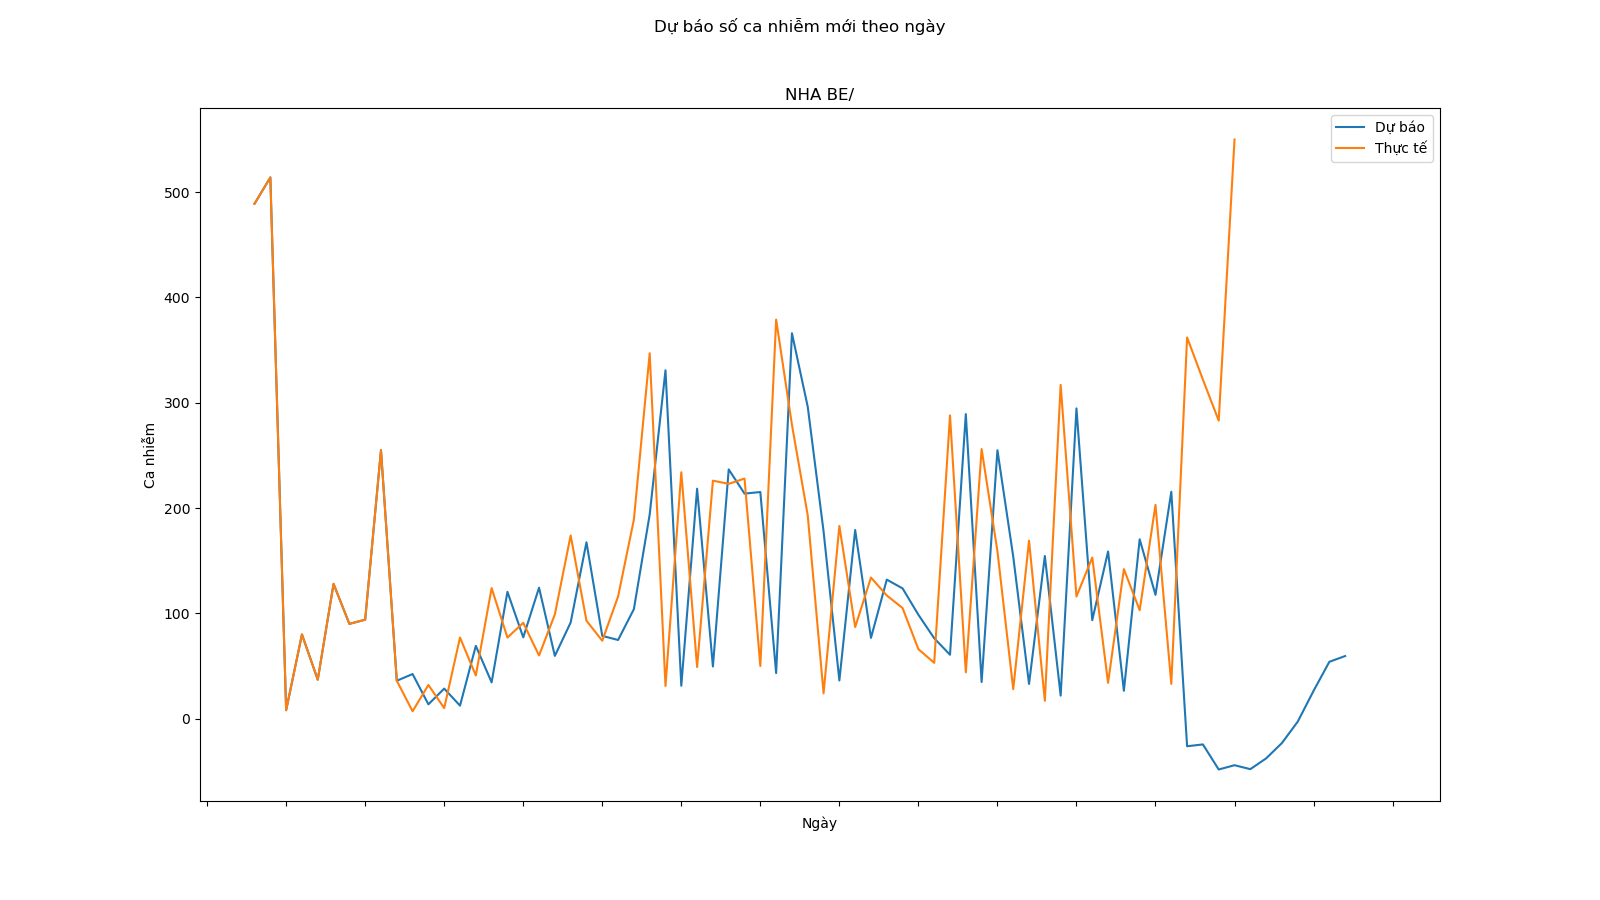 Dự báo số ca nhiễm mới theo ngày
NHA BE/
Dự báo
Thực tế
500
400
300
200
100
0
Ca nhiễm
Ngày